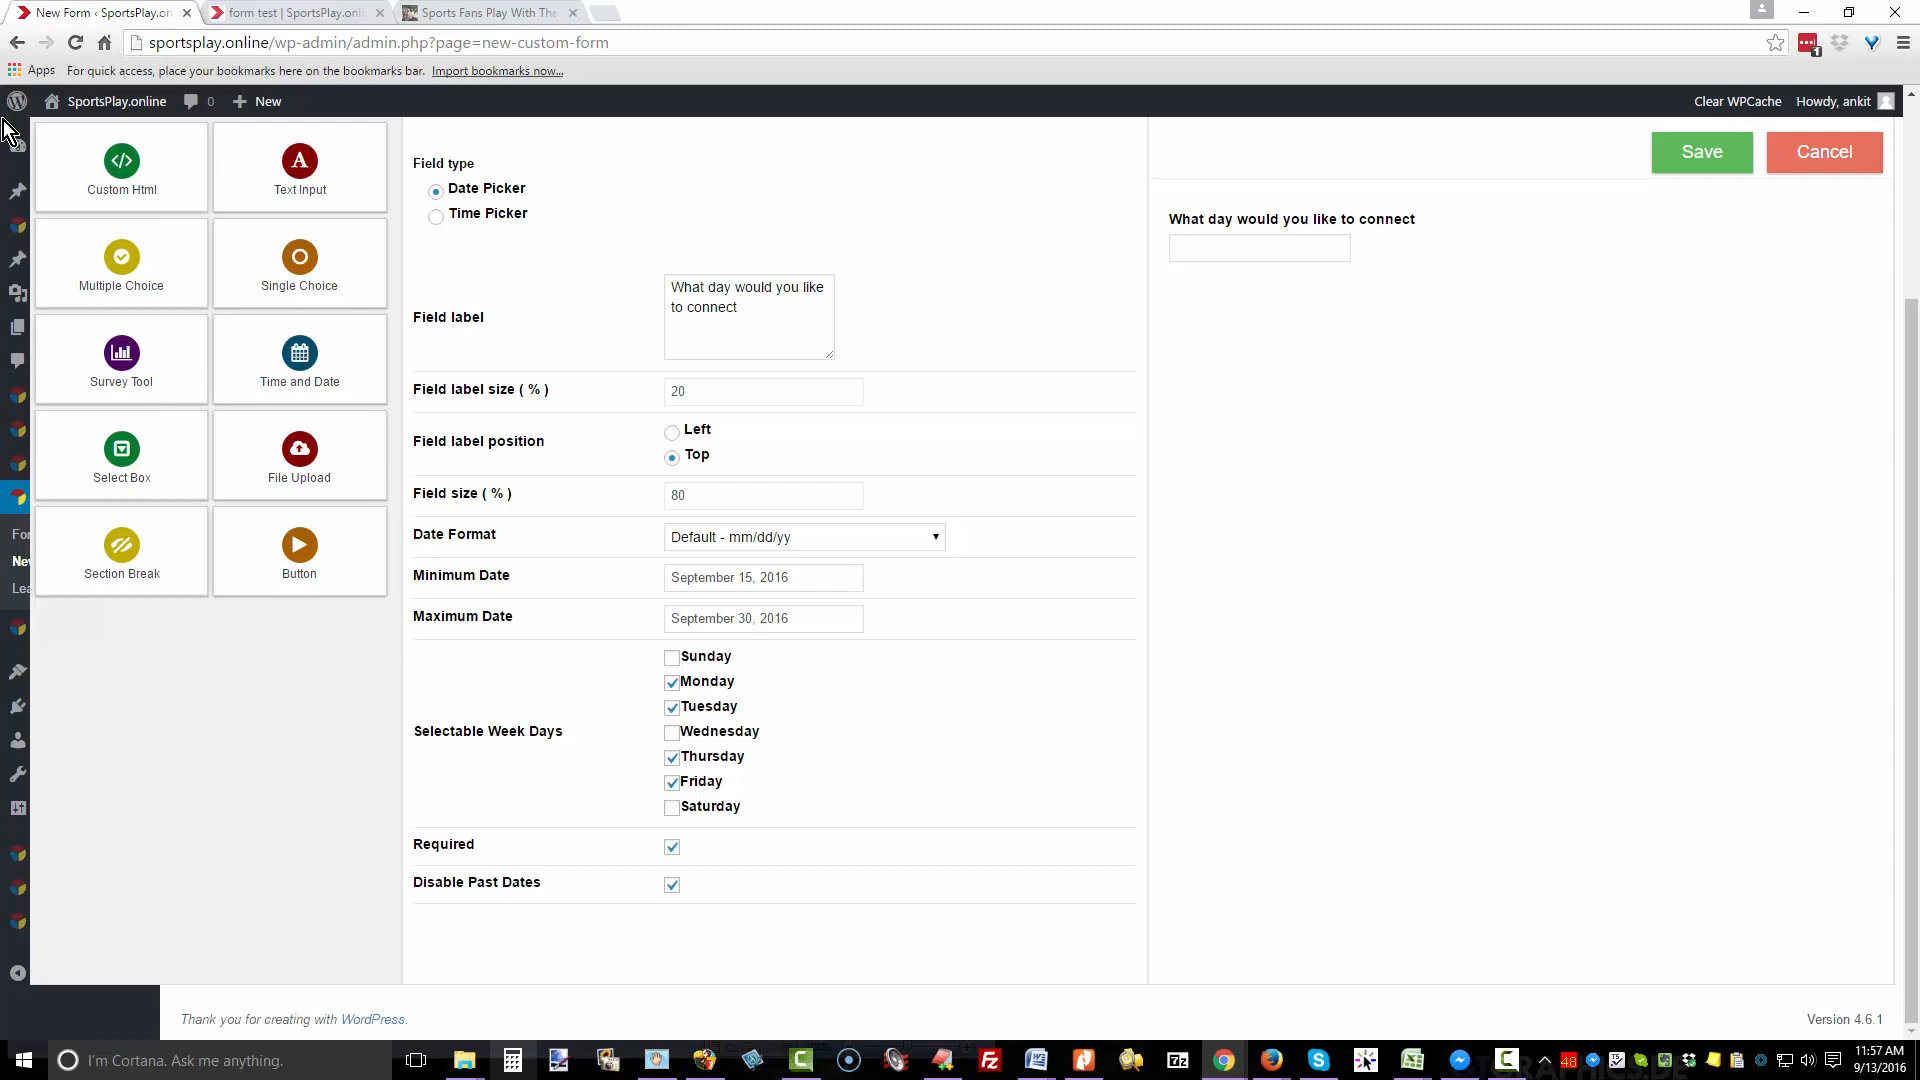 New Form ‹ SportsPlay.on
form test | SportsPlay.onli
Sports Fans Play With The
sportsplay.online/wp-admin/admin.php?page=new-custom-form
1
Apps
For quick access, place your bookmarks here on the bookmarks bar. Import bookmarks now...
SportsPlay.online
0
New
Clear WPCache
Howdy, ankit
Custom Html
Text Input
Multiple Choice
Single Choice
Survey Tool
Time and Date
Select Box
File Upload
Section Break
Button
For
New
Lea
Field type
Date Picker
Time Picker
Field label
What day would you like
to connect
Field label size ( % )
20
Field label position
Left
Top
Field size ( % )
80
Date Format
Default - mm/dd/yy
Minimum Date
September 15, 2016
Maximum Date
September 30, 2016
Selectable Week Days
Sunday
Monday
Tuesday
Wednesday
Thursday
Friday
Saturday
Required
Disable Past Dates
Save
Cancel
What day would you like to connect
Thank you for creating with WordPress.
Version 4.6.1
I'm Cortana. Ask me anything.
48
11:57 AM
9/13/2016